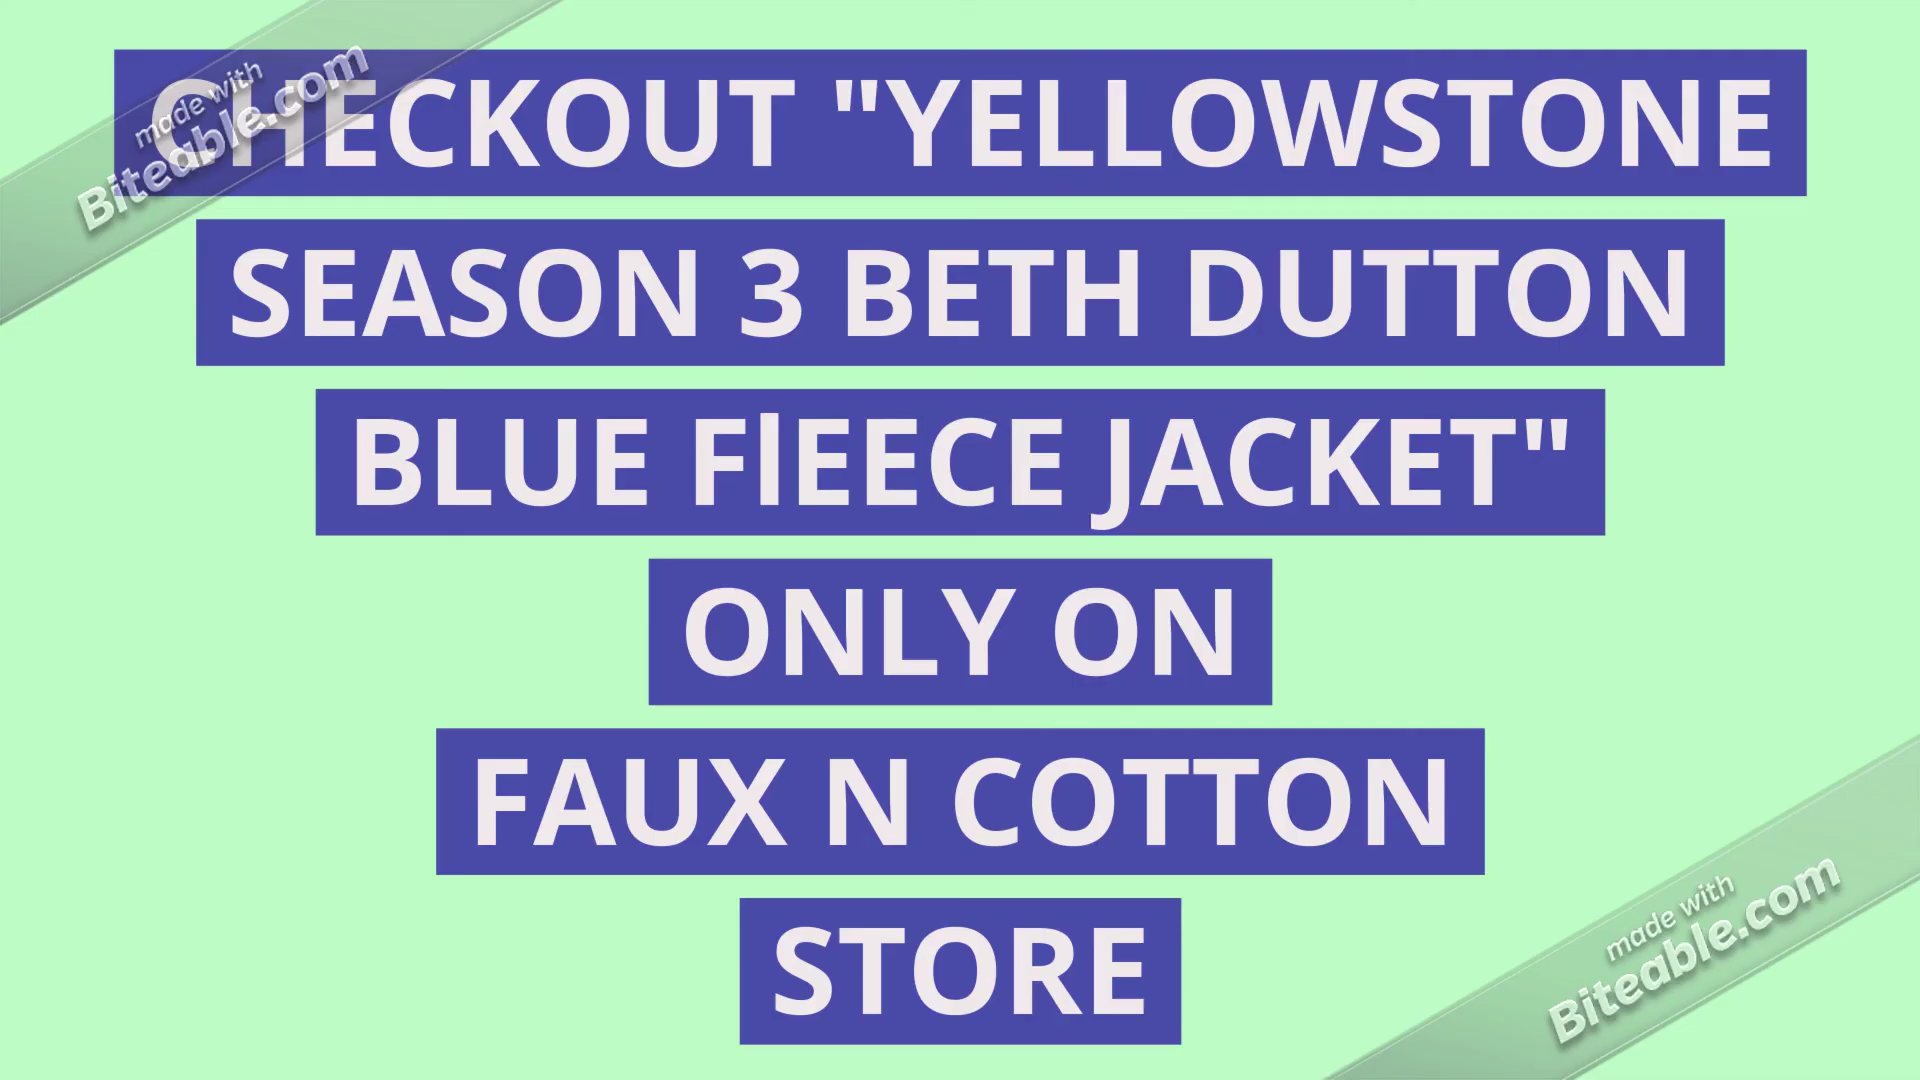 made with
Biteable.com
CHECKOUT "YELLOWSTONE
SEASON 3 BETH DUTTON
BLUE FlEECE JACKET"
ONLY ON
FAUX N COTTON
STORE
made with
Biteable.com